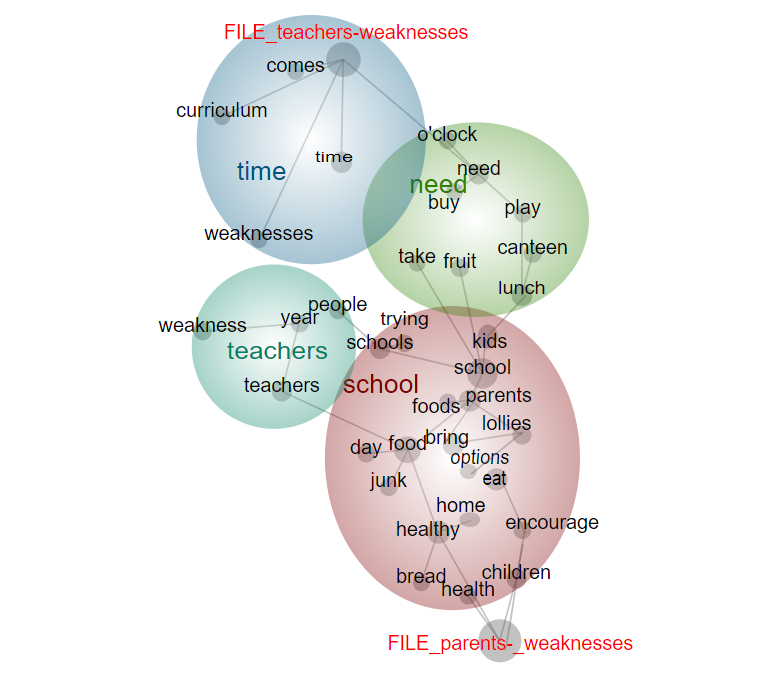 FILE_teachers-weaknesses
comes
curriculum
o'clock
time
need
time
need
buy
play
weaknesses
canteen
take
fruit
lunch
people
year
trying
weakness
kids
schools
teachers
school
teachers
school
parents
foods
lollies
bring
day
food
options
junk
eat
home
encourage
healthy
children
bread
health
FILE_parents-_weaknesses